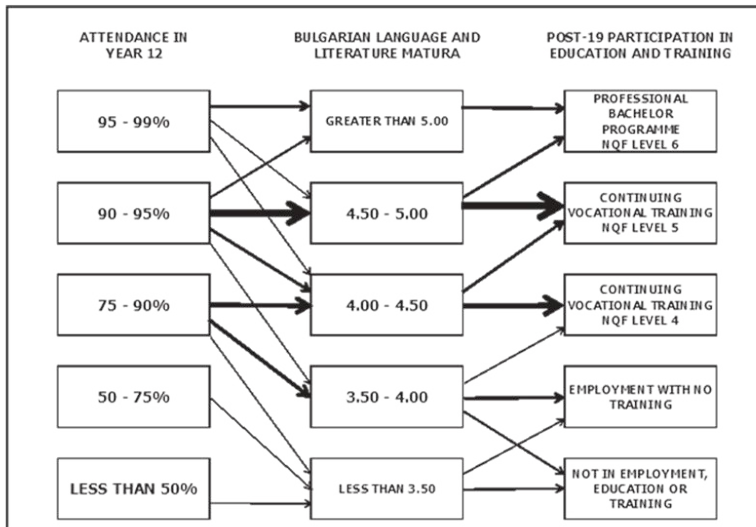 ATTENDANCE IN
YEAR 12
BULGARIAN LANGUAGE AND
LITERATURE MATURA
POST-19 PARTICIPATION IN
EDUCATION AND TRAINING
95 - 99%
GREATER THAN 5.00
PROFESSIONAL
BACHELOR
PROGRAMME
NQF LEVEL 6
90 - 95%
4.50 - 5.00
CONTINUING
VOCATIONAL TRAINING
NQF LEVEL 5
75 - 90%
4.00 - 4.50
CONTINUING
VOCATIONAL TRAINING
NQF LEVEL 4
50 - 75%
3.50 - 4.00
EMPLOYMENT WITH NO
TRAINING
LESS THAN 50%
LESS THAN 3.50
NOT IN EMPLOYMENT,
EDUCATION OR
TRAINING